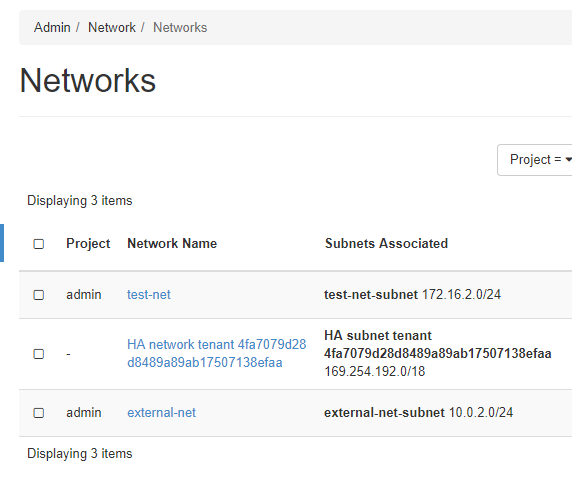 Admin / Network / Networks
Networks
Project =
Displaying 3 items
Project Network Name Subnets Associated
admin test-net test-net-subnet 172.16.2.0/24
HA subnet tenant
HA network tenant 4fa7079d28 4fa7079d28d8489a89ab17507138efaa
- d8489a89ab17507138efaa 169.254.192.0/18
admin external-net external-net-subnet 10.0.2.0/24
Displaying 3 items